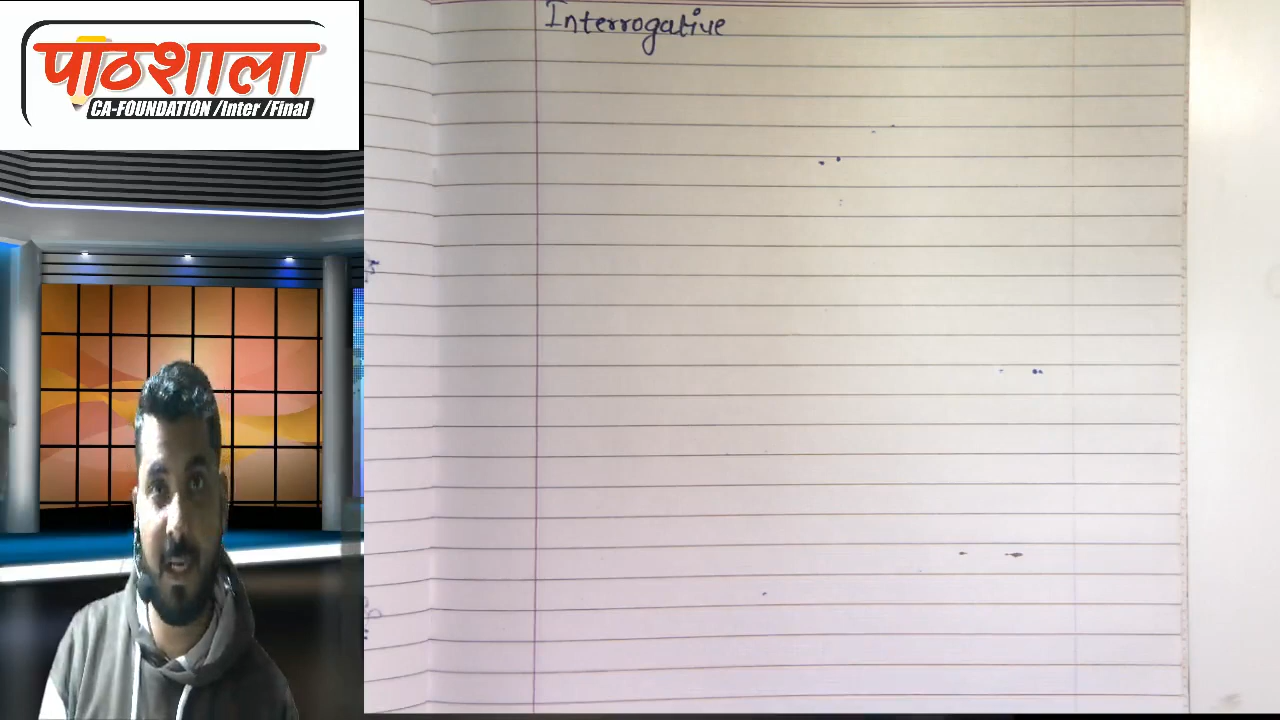 पाठशाला
CA-FOUNDATION /Inter /Final
Interrogative